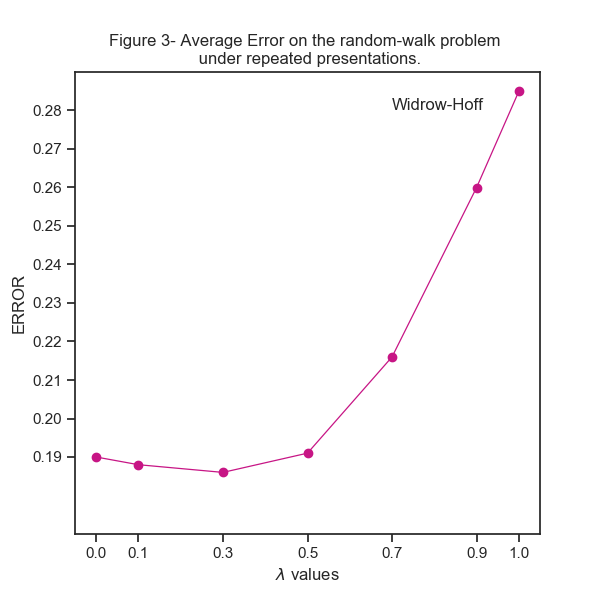 Figure 3- Average Error on the random-walk problem
under repeated presentations.
Widrow-Hoff
0.28
0.27
0.26
0.25
0.24
0.23
0.22
0.21
0.20
0.19
ERROR
0.0 0.1 0.3 0.5 0.7 0.9 1.0
λ values